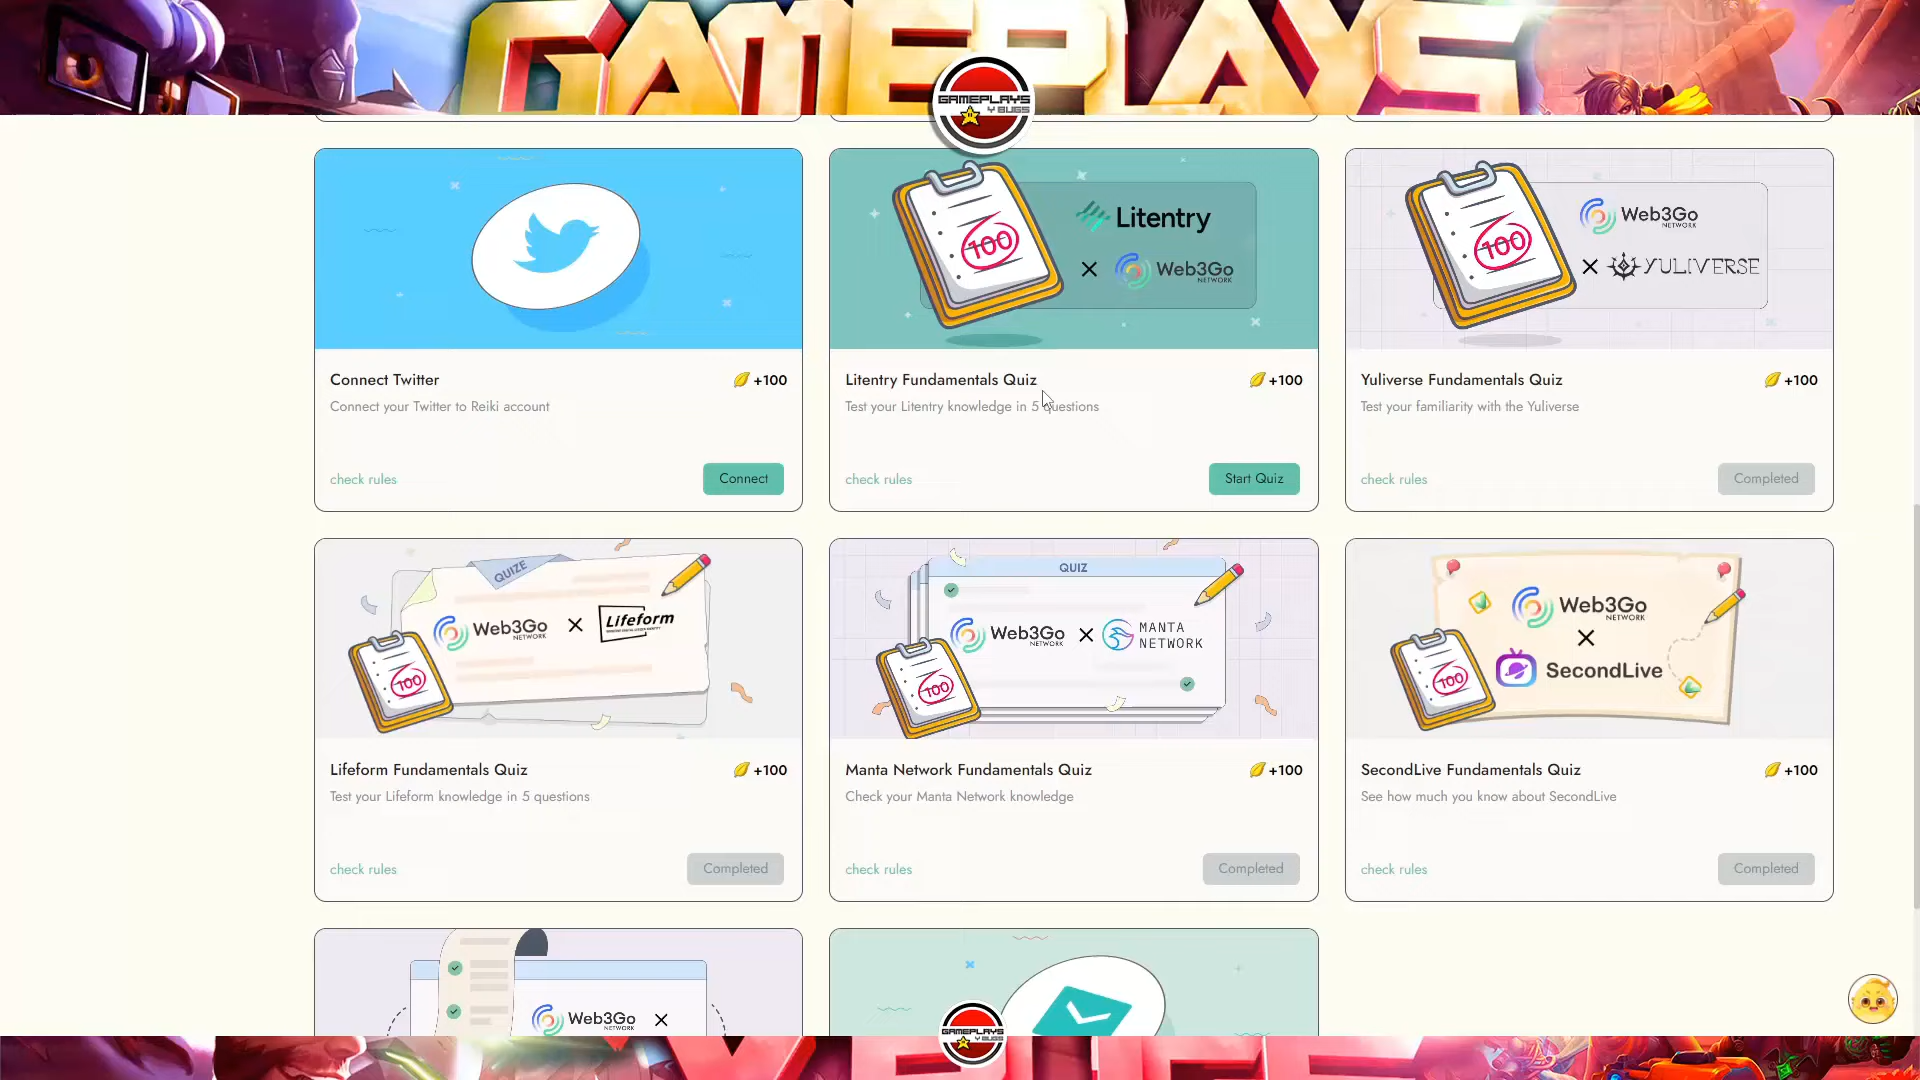 GAMEPLAYS
GAMEPLAYS
Y BUGS
100
Litentry
Web3Go
NETWORK
100
Web3Go
NETWORK
YULIVERSE
Connect Twitter
+100
Connect your Twitter to Reiki account
check rules
Connect
Litentry Fundamentals Quiz
+100
Test your Litentry knowledge in 5 questions
check rules
Start Quiz
Yuliverse Fundamentals Quiz
+100
Test your familiarity with the Yuliverse
check rules
Completed
QUIZE
100
Web3Go
NETWORK
Lifeform
QUIZ
100
Web3Go
NETWORK
MANTA
NETWORK
100
Web3Go
NETWORK
SecondLive
Lifeform Fundamentals Quiz
+100
Test your Lifeform knowledge in 5 questions
check rules
Completed
Manta Network Fundamentals Quiz
+100
Check your Manta Network knowledge
check rules
Completed
SecondLive Fundamentals Quiz
+100
See how much you know about SecondLive
check rules
Completed
Web3Go
NETWORK
GAMEPLAYS
Y BUGS